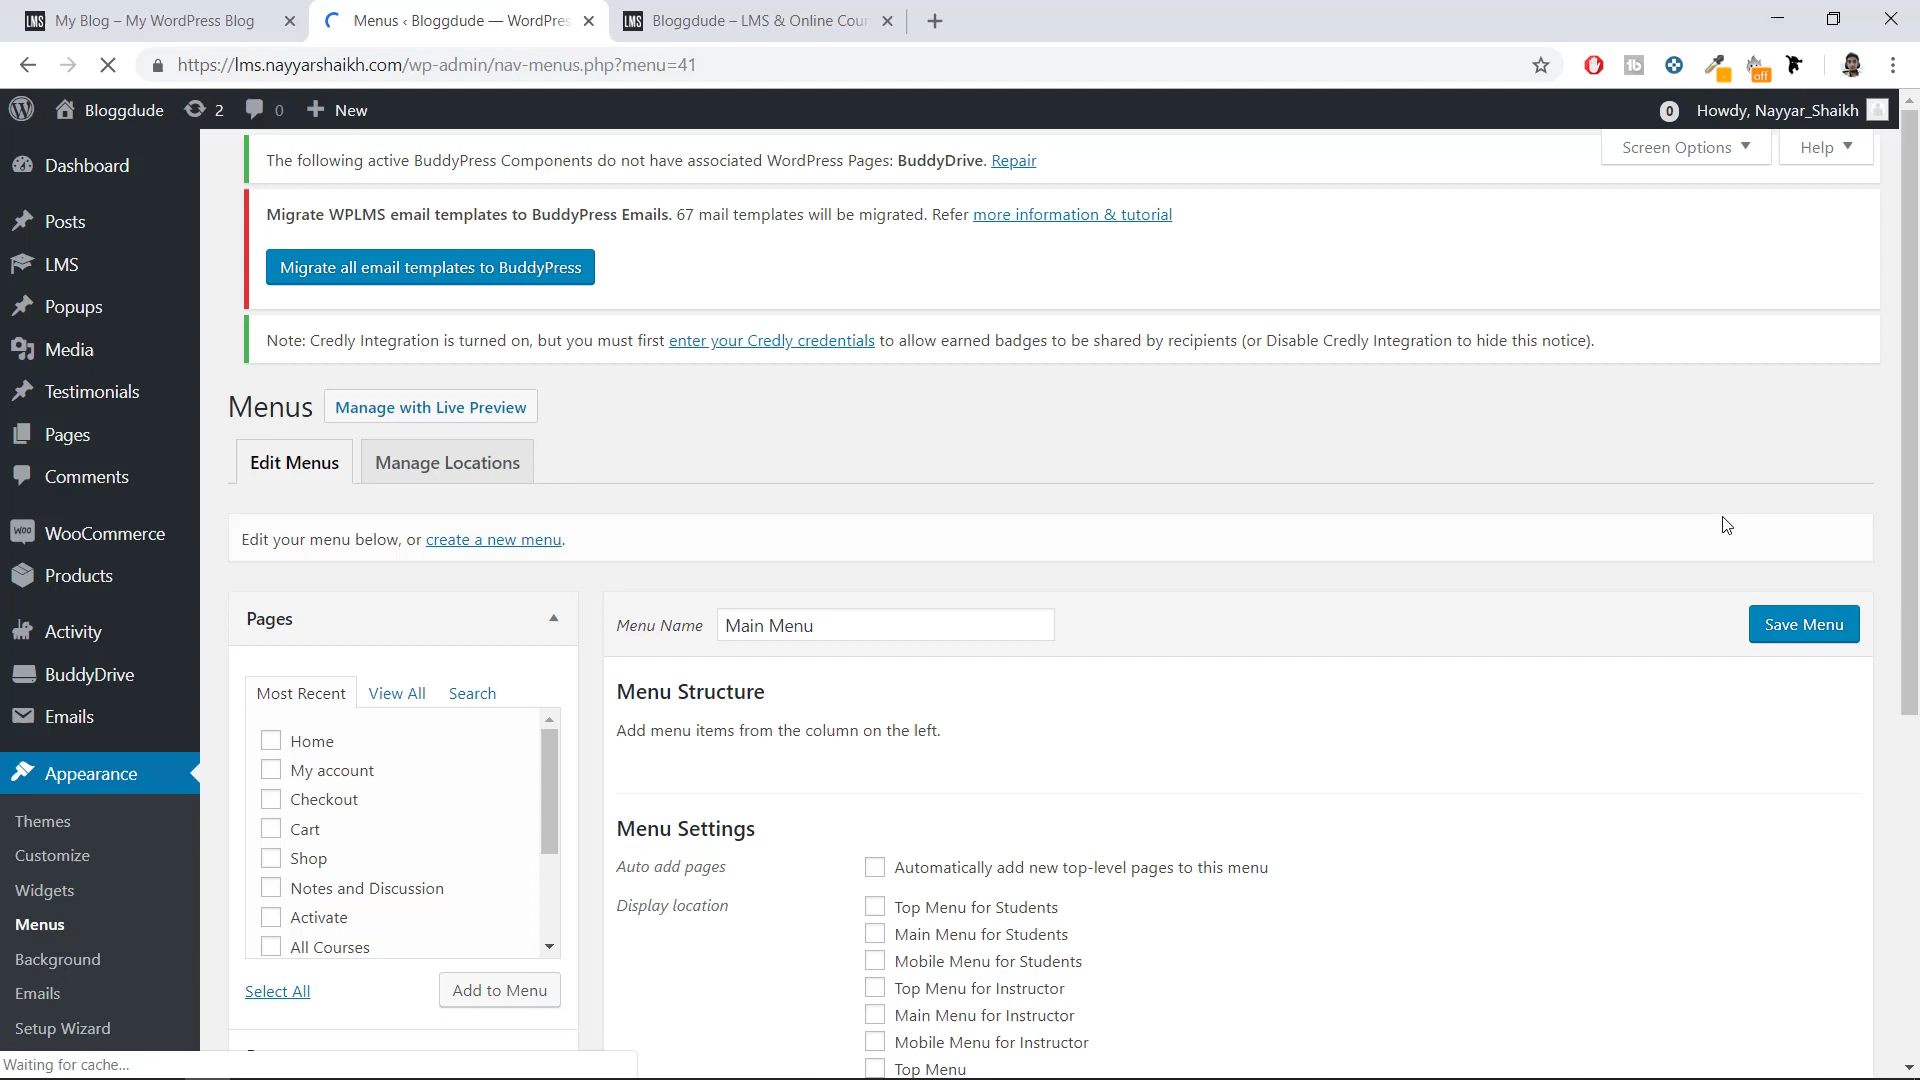 My Blog – My WordPress Blog
Menus ‹ Bloggdude — WordPres
Bloggdude – LMS & Online Cour
https://lms.nayyarshaikh.com/wp-admin/nav-menus.php?menu=41
off
Bloggdude
2
0
New
0
Howdy, Nayyar_Shaikh
Screen Options
Help
The following active BuddyPress Components do not have associated WordPress Pages: BuddyDrive. Repair
Migrate WPLMS email templates to BuddyPress Emails. 67 mail templates will be migrated. Refer more information & tutorial
Migrate all email templates to BuddyPress
Note: Credly Integration is turned on, but you must first enter your Credly credentials to allow earned badges to be shared by recipients (or Disable Credly Integration to hide this notice).
Dashboard
Posts
LMS
Popups
Media
Testimonials
Pages
Comments
WooCommerce
Products
Activity
BuddyDrive
Emails
Appearance
Themes
Customize
Widgets
Menus
Background
Emails
Setup Wizard
Menus
Manage with Live Preview
Edit Menus
Manage Locations
Edit your menu below, or create a new menu.
Pages
Most Recent
View All
Search
Home
My account
Checkout
Cart
Shop
Notes and Discussion
Activate
All Courses
Select All
Add to Menu
Menu Name
Main Menu
Save Menu
Menu Structure
Add menu items from the column on the left.
Menu Settings
Auto add pages
Automatically add new top-level pages to this menu
Display location
Top Menu for Students
Main Menu for Students
Mobile Menu for Students
Top Menu for Instructor
Main Menu for Instructor
Mobile Menu for Instructor
Top Menu
Waiting for cache...